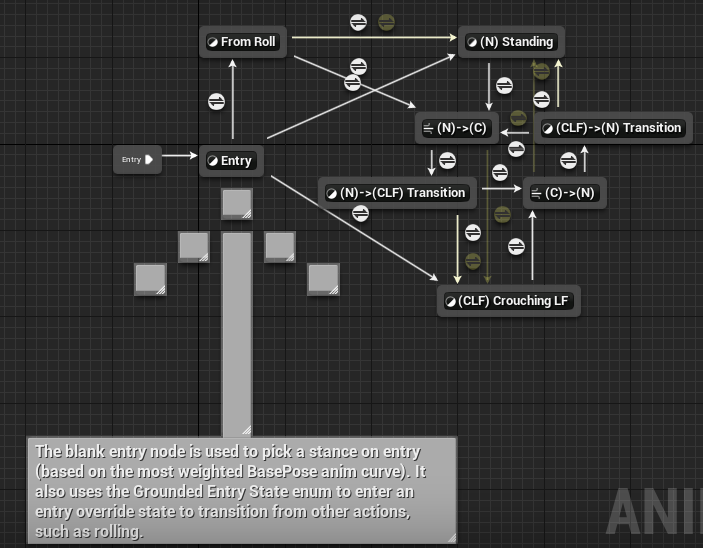 From Roll
(N) Standing
(N)->(C)
(CLF)->(N) Transition
Entry
Entry
(N)->(CLF) Transition
(C)->(N)
(CLF) Crouching LF
The blank entry node is used to pick a stance on entry
(based on the most weighted BasePose anim curve). It
also uses the Grounded Entry State enum to enter an
entry override state to transition from other actions,
such as rolling.
ANI